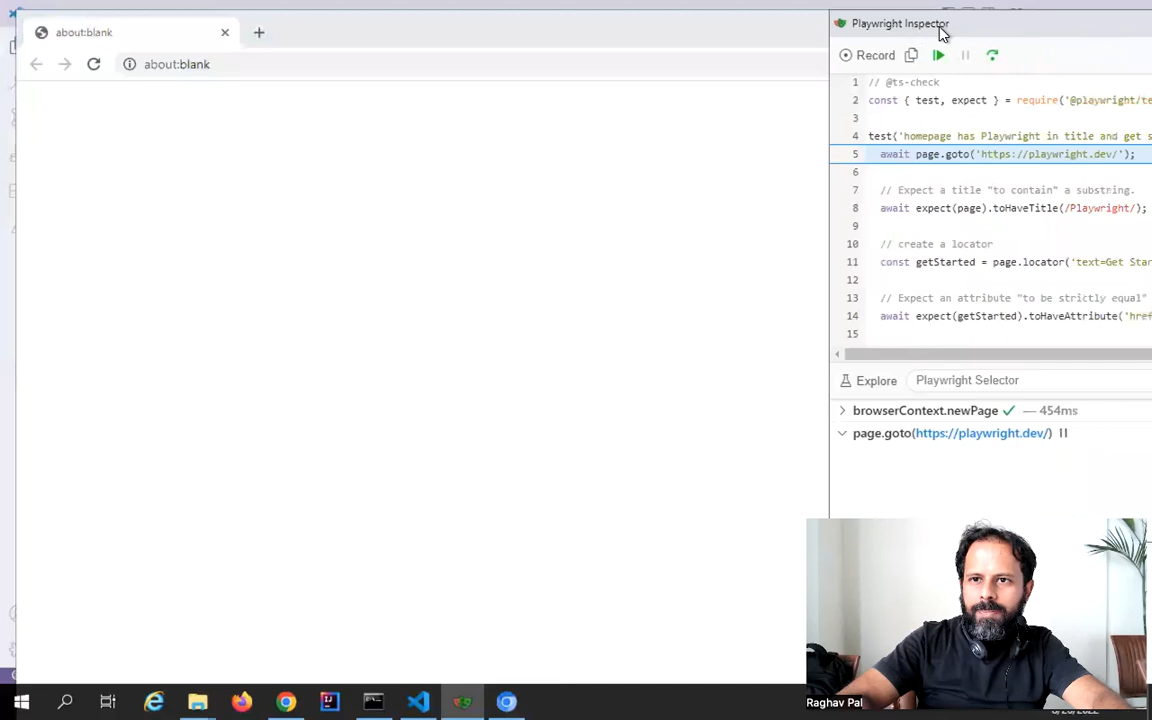 about:blank
about:blank
Playwright Inspector
Record
1 // @ts-check
2 const { test, expect } = require('@playwright/te
3
4 test('homepage has Playwright in title and get s
5 await page.goto('https://playwright.dev/');
6
7 // Expect a title "to contain" a substring.
8 await expect(page).toHaveTitle(/Playwright/);
9
10 // create a locator
11 const getStarted = page.locator('text=Get Star
12
13 // Expect an attribute "to be strictly equal"
14 await expect(getStarted).toHaveAttribute('href
15
Explore Playwright Selector
browserContext.newPage ✓ — 454ms
page.goto(https://playwright.dev/)
Raghav Pal